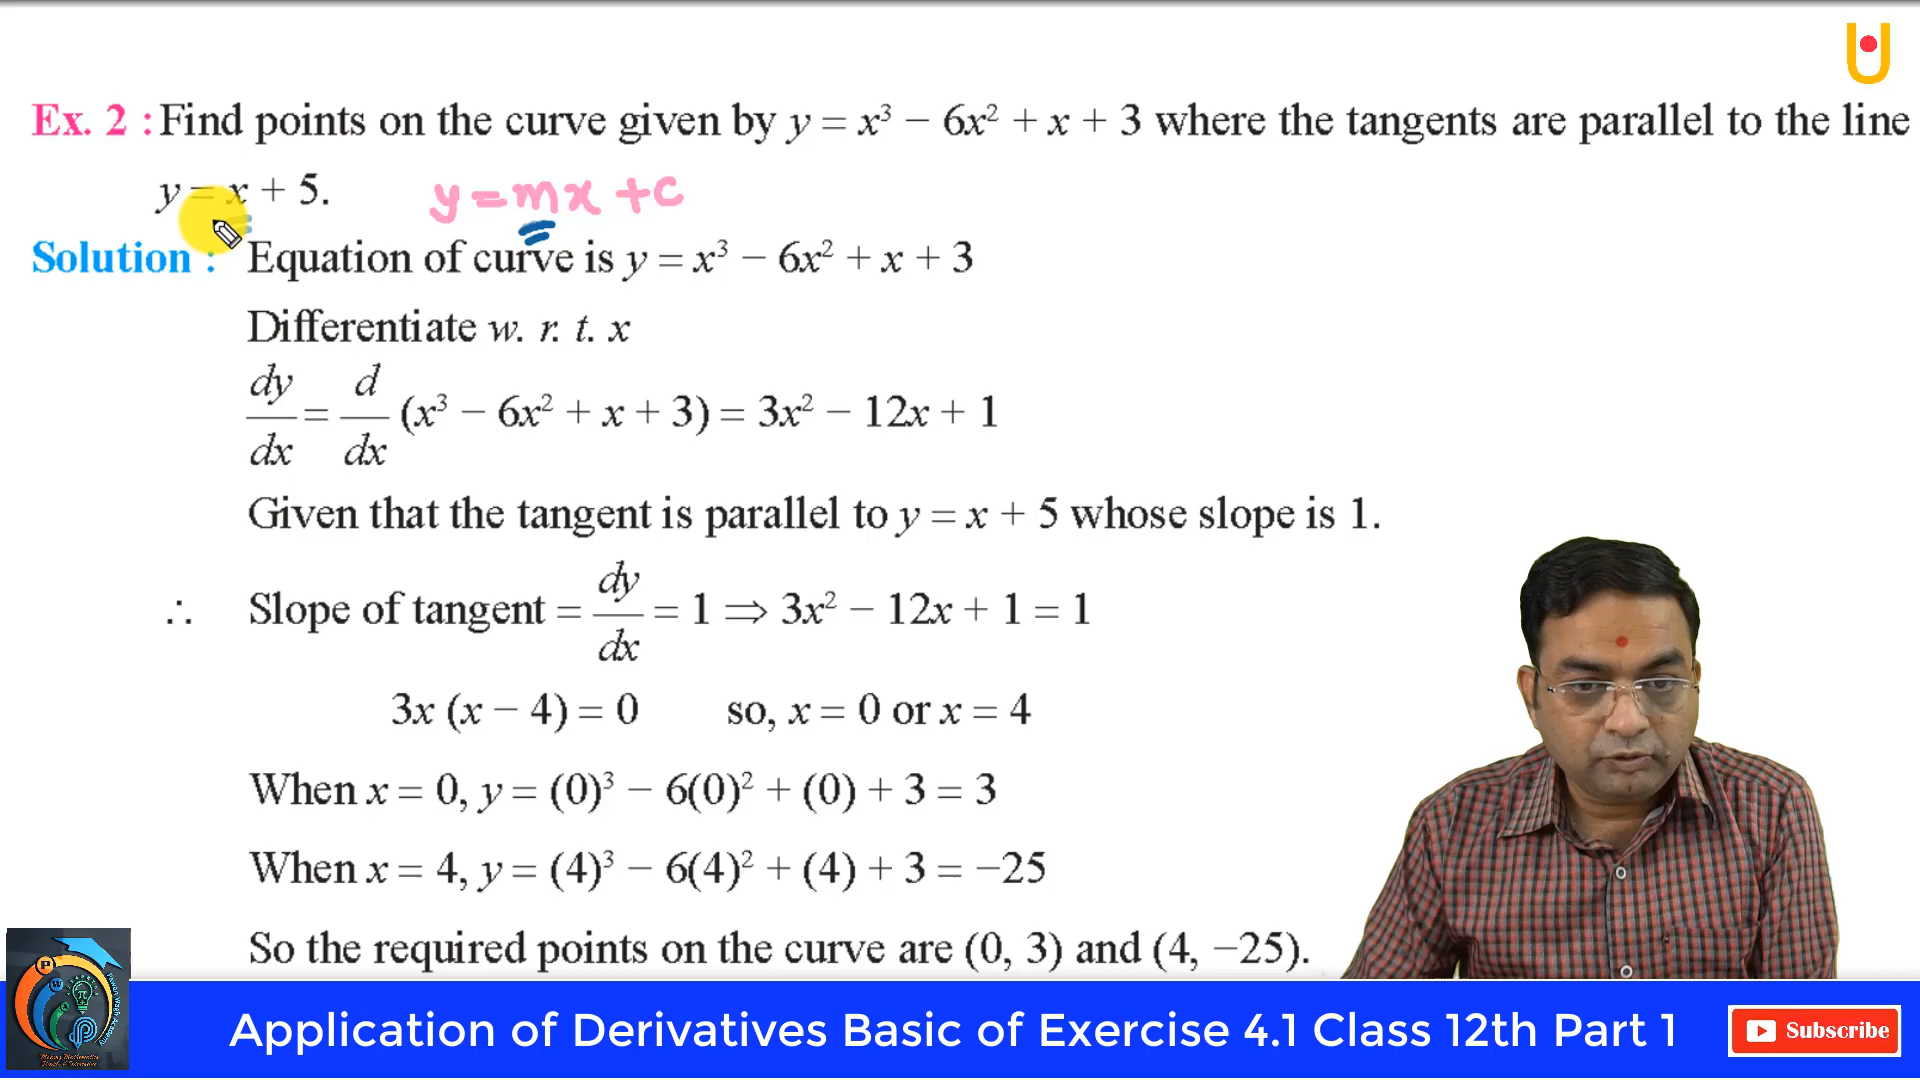 Ex. 2 : Find points on the curve given by y = x³ − 6x² + x + 3 where the tangents are parallel to the line
y = x + 5. y = mx + c
Solution : Equation of curve is y = x³ − 6x² + x + 3
Differentiate w. r. t. x
dy/dx = d/dx (x³ − 6x² + x + 3) = 3x² − 12x + 1
Given that the tangent is parallel to y = x + 5 whose slope is 1.
∴ Slope of tangent = dy/dx = 1 ⇒ 3x² − 12x + 1 = 1
3x (x − 4) = 0 so, x = 0 or x = 4
When x = 0, y = (0)³ − 6(0)² + (0) + 3 = 3
When x = 4, y = (4)³ − 6(4)² + (4) + 3 = −25
So the required points on the curve are (0, 3) and (4, −25).
Application of Derivatives Basic of Exercise 4.1 Class 12th Part 1
Subscribe